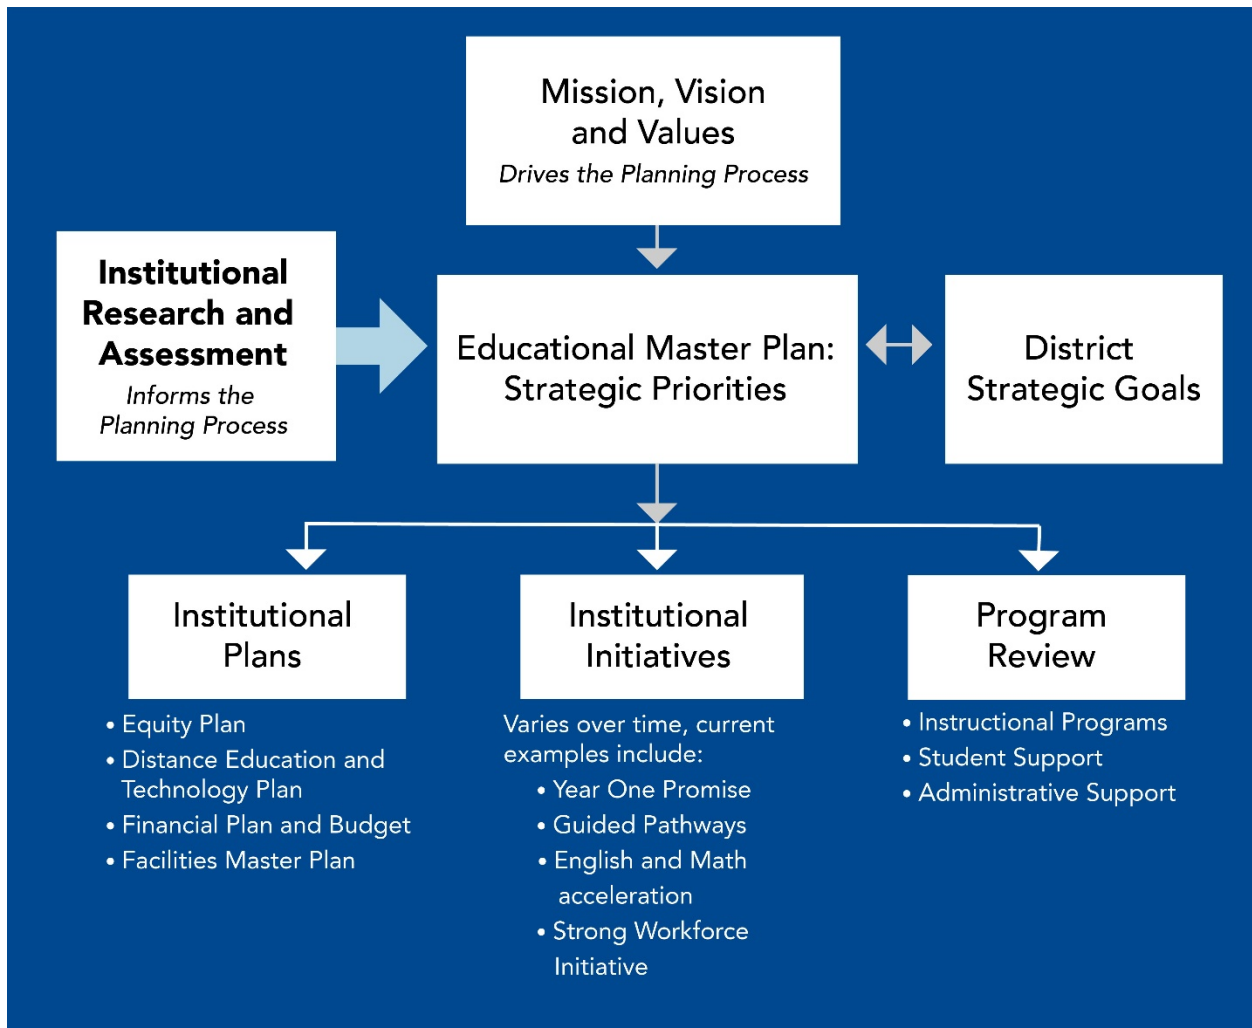 Mission, Vision
and Values
Drives the Planning Process
Institutional
Research and
Assessment
Informs the
Planning Process
Educational Master Plan:
Strategic Priorities
District
Strategic Goals
Institutional
Plans
• Equity Plan
• Distance Education and
Technology Plan
• Financial Plan and Budget
• Facilities Master Plan
Institutional
Initiatives
Varies over time, current
examples include:
• Year One Promise
• Guided Pathways
• English and Math
acceleration
• Strong Workforce
Initiative
Program
Review
• Instructional Programs
• Student Support
• Administrative Support